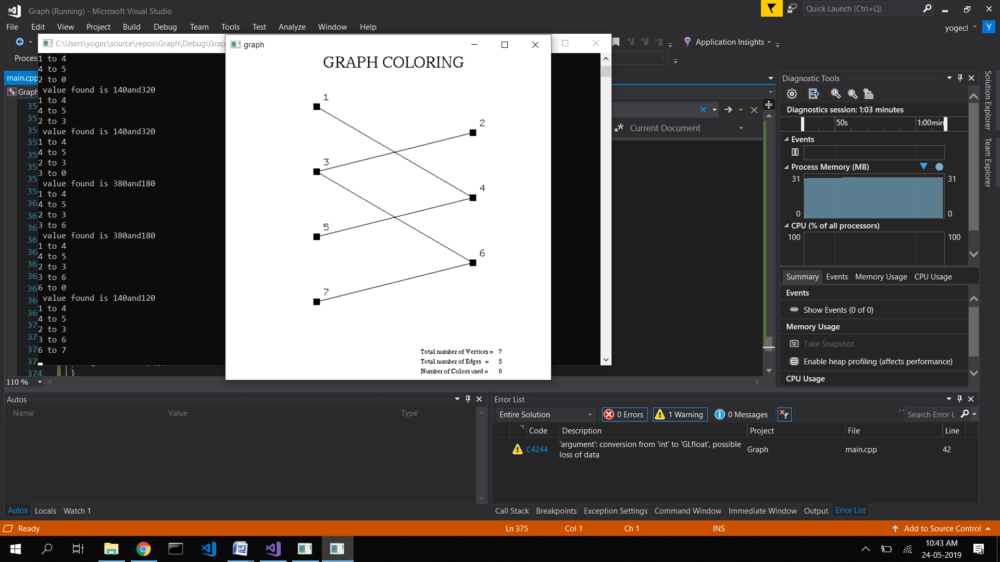 Graph (Running) - Microsoft Visual Studio
Quick Launch (Ctrl+Q)
File Edit View Project Build Debug Team Tools Test Analyze Window Help
yogecl Y
Application Insights
Proces
main.cpp
Graph
C:\Users\yogec\source\repos\Graph\Debug\Grap
1 to 4
4 to 5
2 to 0
value found is 140and320
1 to 4
4 to 5
2 to 3
value found is 140and320
1 to 4
4 to 5
2 to 3
3 to 0
value found is 380and180
1 to 4
4 to 5
2 to 3
3 to 6
value found is 380and180
1 to 4
4 to 5
2 to 3
3 to 6
6 to 0
value found is 140and120
1 to 4
4 to 5
2 to 3
3 to 6
6 to 7
35
35
35
35
35
35
35
35
36
36
36
36
36
36
36
36
36
36
37
37
37
37
374 }
110 %
graph
GRAPH COLORING
1
2
3
4
5
6
7
Total number of Vertices = 7
Total number of Edges = 5
Number of Colors used = 0
Current Document
Diagnostic Tools
Diagnostics session: 1:03 minutes
50s 1:00min
Events
Process Memory (MB)
31 31
0 0
CPU (% of all processors)
100 100
Summary Events Memory Usage CPU Usage
Events
Show Events (0 of 0)
Memory Usage
Take Snapshot
Enable heap profiling (affects performance)
CPU Usage
Solution Explorer
Team Explorer
Autos
Name Value Type
Autos Locals Watch 1
Error List
Entire Solution 0 Errors 1 Warning 0 Messages Search Error L
Code Description Project File Line
C4244 'argument': conversion from 'int' to 'GLfloat', possible loss of data Graph main.cpp 42
Call Stack Breakpoints Exception Settings Command Window Immediate Window Output Error List
Ready Ln 375 Col 1 Ch 1 INS Add to Source Control
10:43 AM
24-05-2019